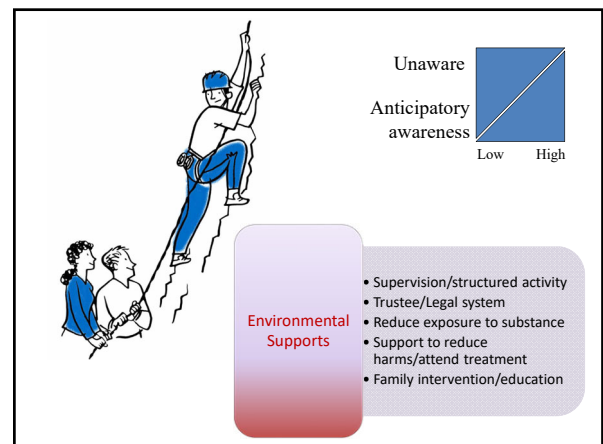 Unaware
Anticipatory
awareness
Low High
Environmental
Supports
• Supervision/structured activity
• Trustee/Legal system
• Reduce exposure to substance
• Support to reduce
harms/attend treatment
• Family intervention/education